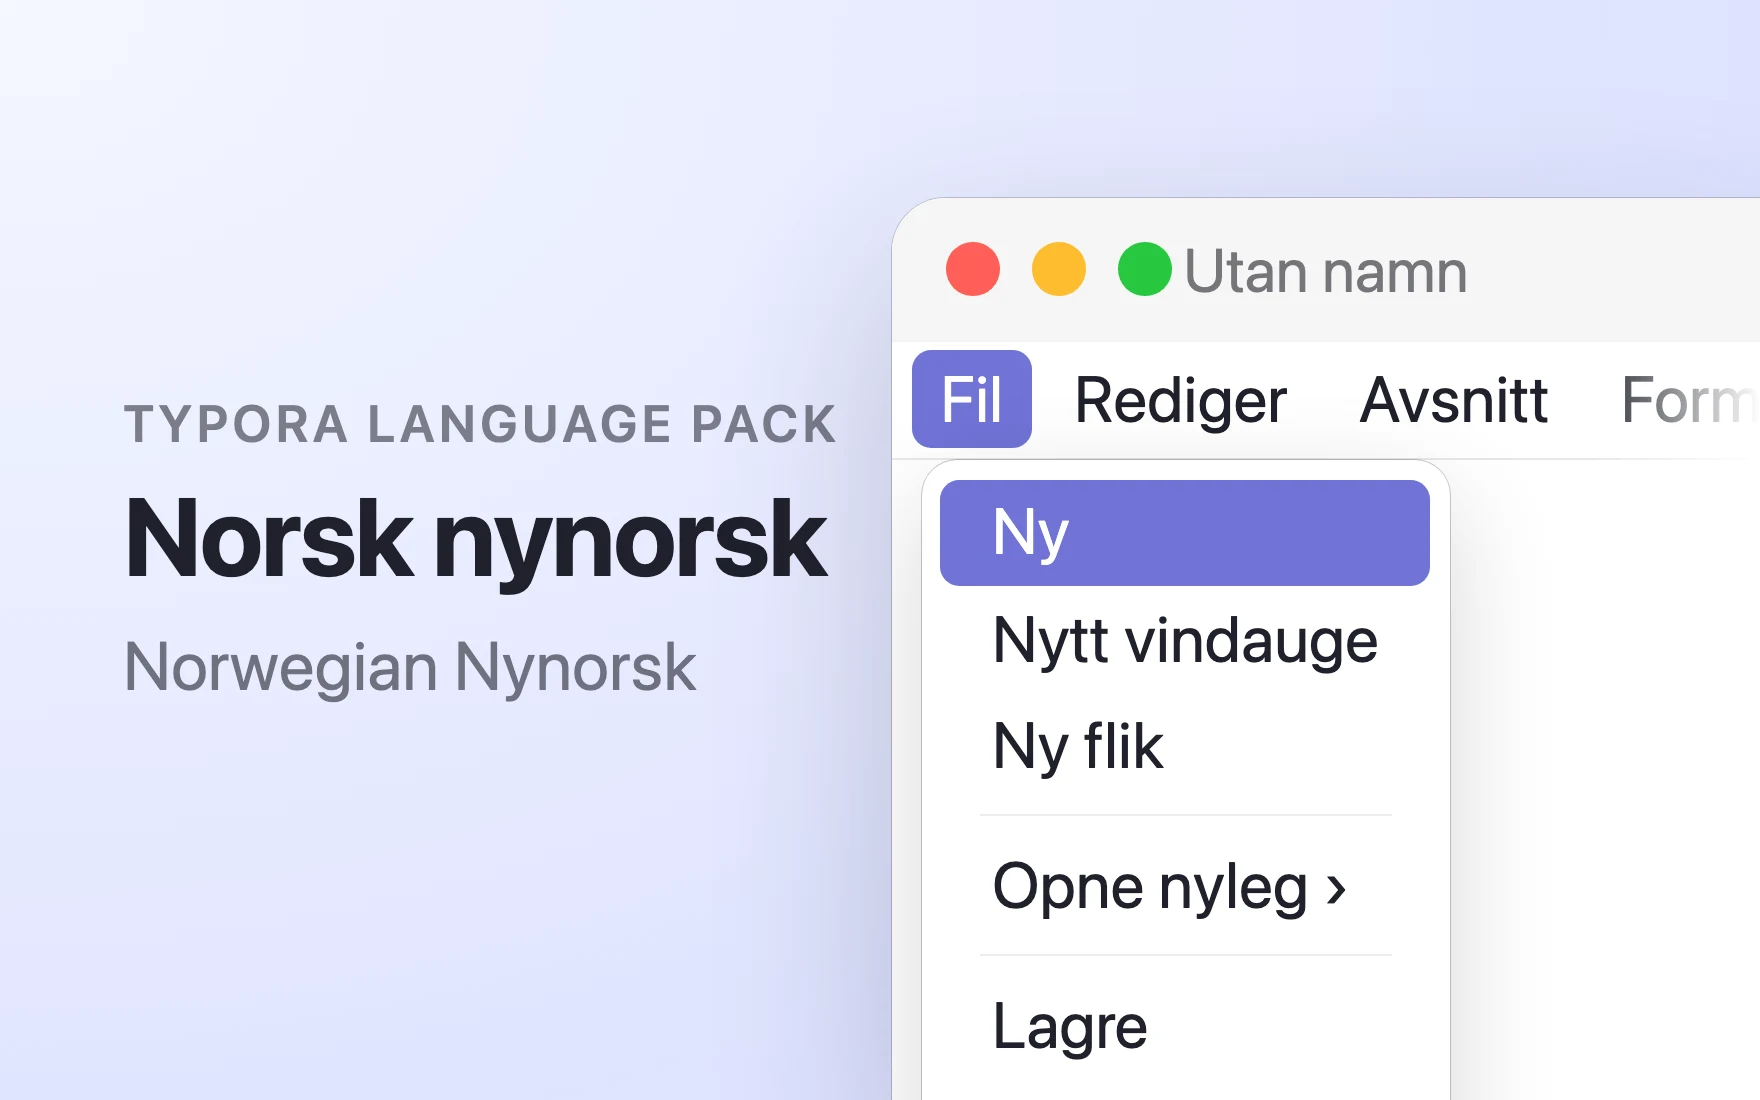 TYPORA LANGUAGE PACK
Norsk nynorsk
Norwegian Nynorsk
Utan namn
Fil Rediger Avsnitt Form
Ny
Nytt vindauge
Ny flik
Opne nyleg ›
Lagre